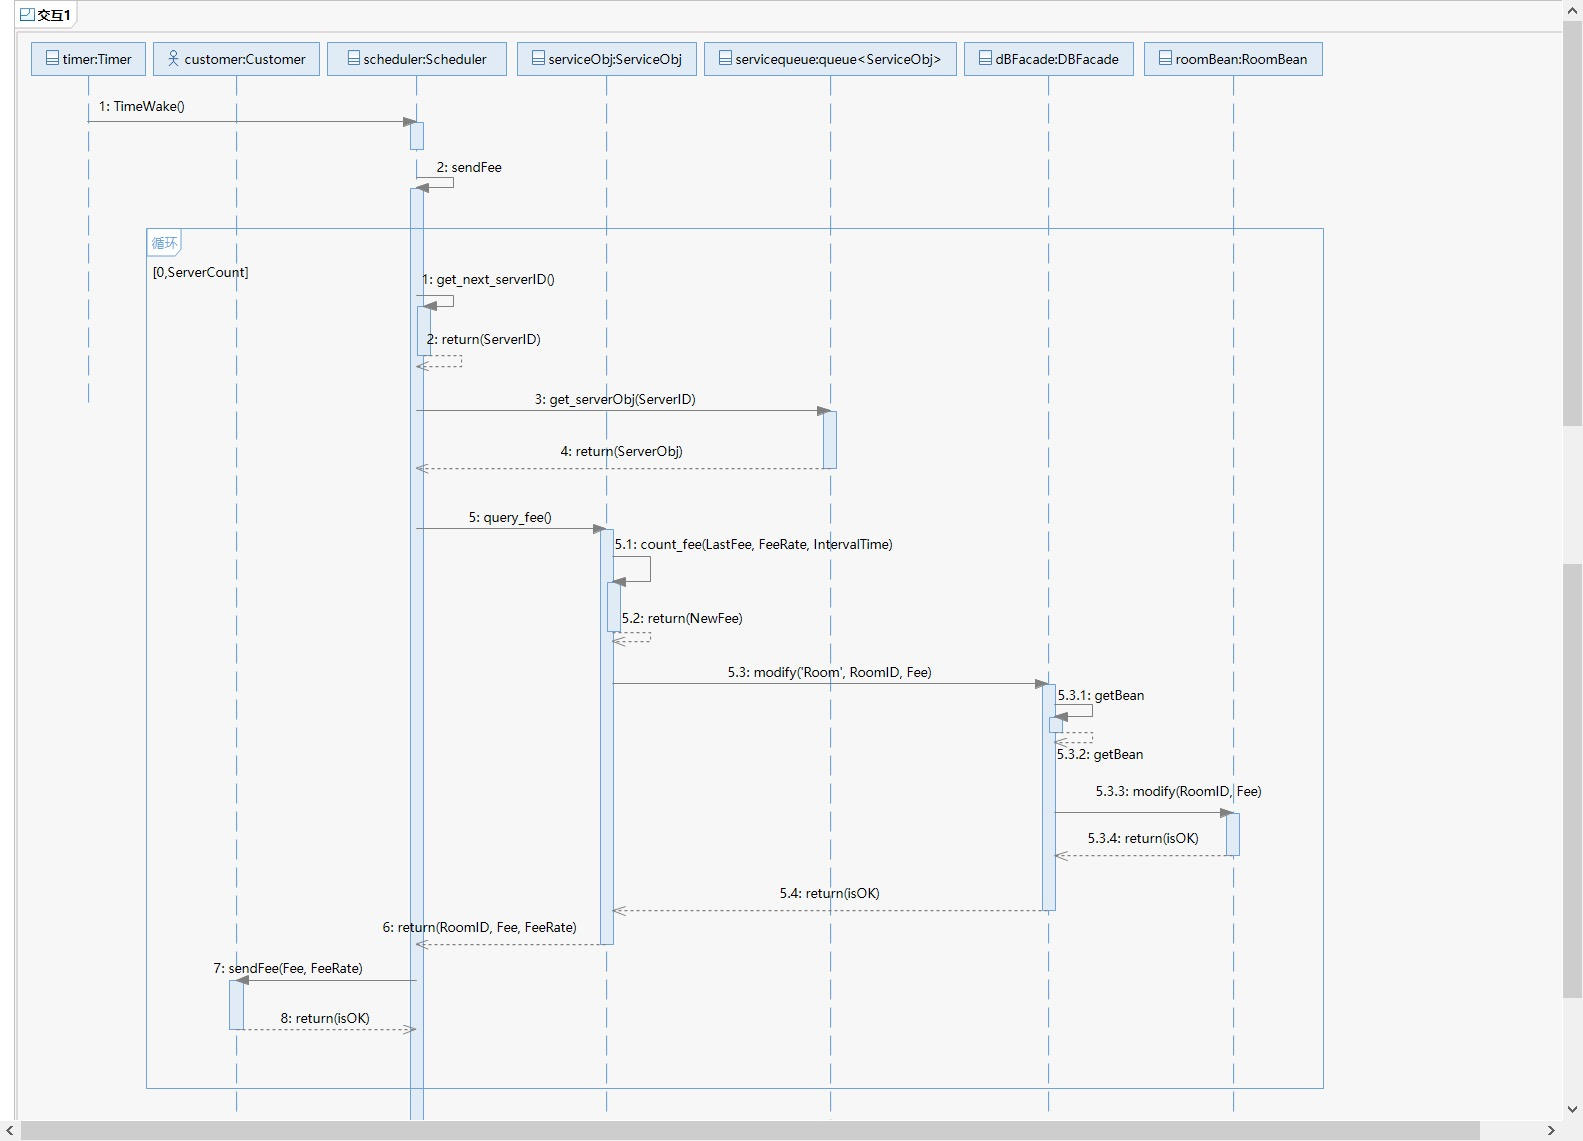 交互1
timer:Timer
customer:Customer
scheduler:Scheduler
serviceObj:ServiceObj
servicequeue:queue<ServiceObj>
dBFacade:DBFacade
roomBean:RoomBean
1: TimeWake()
2: sendFee
循环
[0,ServerCount]
1: get_next_serverID()
2: return(ServerID)
3: get_serverObj(ServerID)
4: return(ServerObj)
5: query_fee()
5.1: count_fee(LastFee, FeeRate, IntervalTime)
5.2: return(NewFee)
5.3: modify('Room', RoomID, Fee)
5.3.1: getBean
5.3.2: getBean
5.3.3: modify(RoomID, Fee)
5.3.4: return(isOK)
5.4: return(isOK)
6: return(RoomID, Fee, FeeRate)
7: sendFee(Fee, FeeRate)
8: return(isOK)